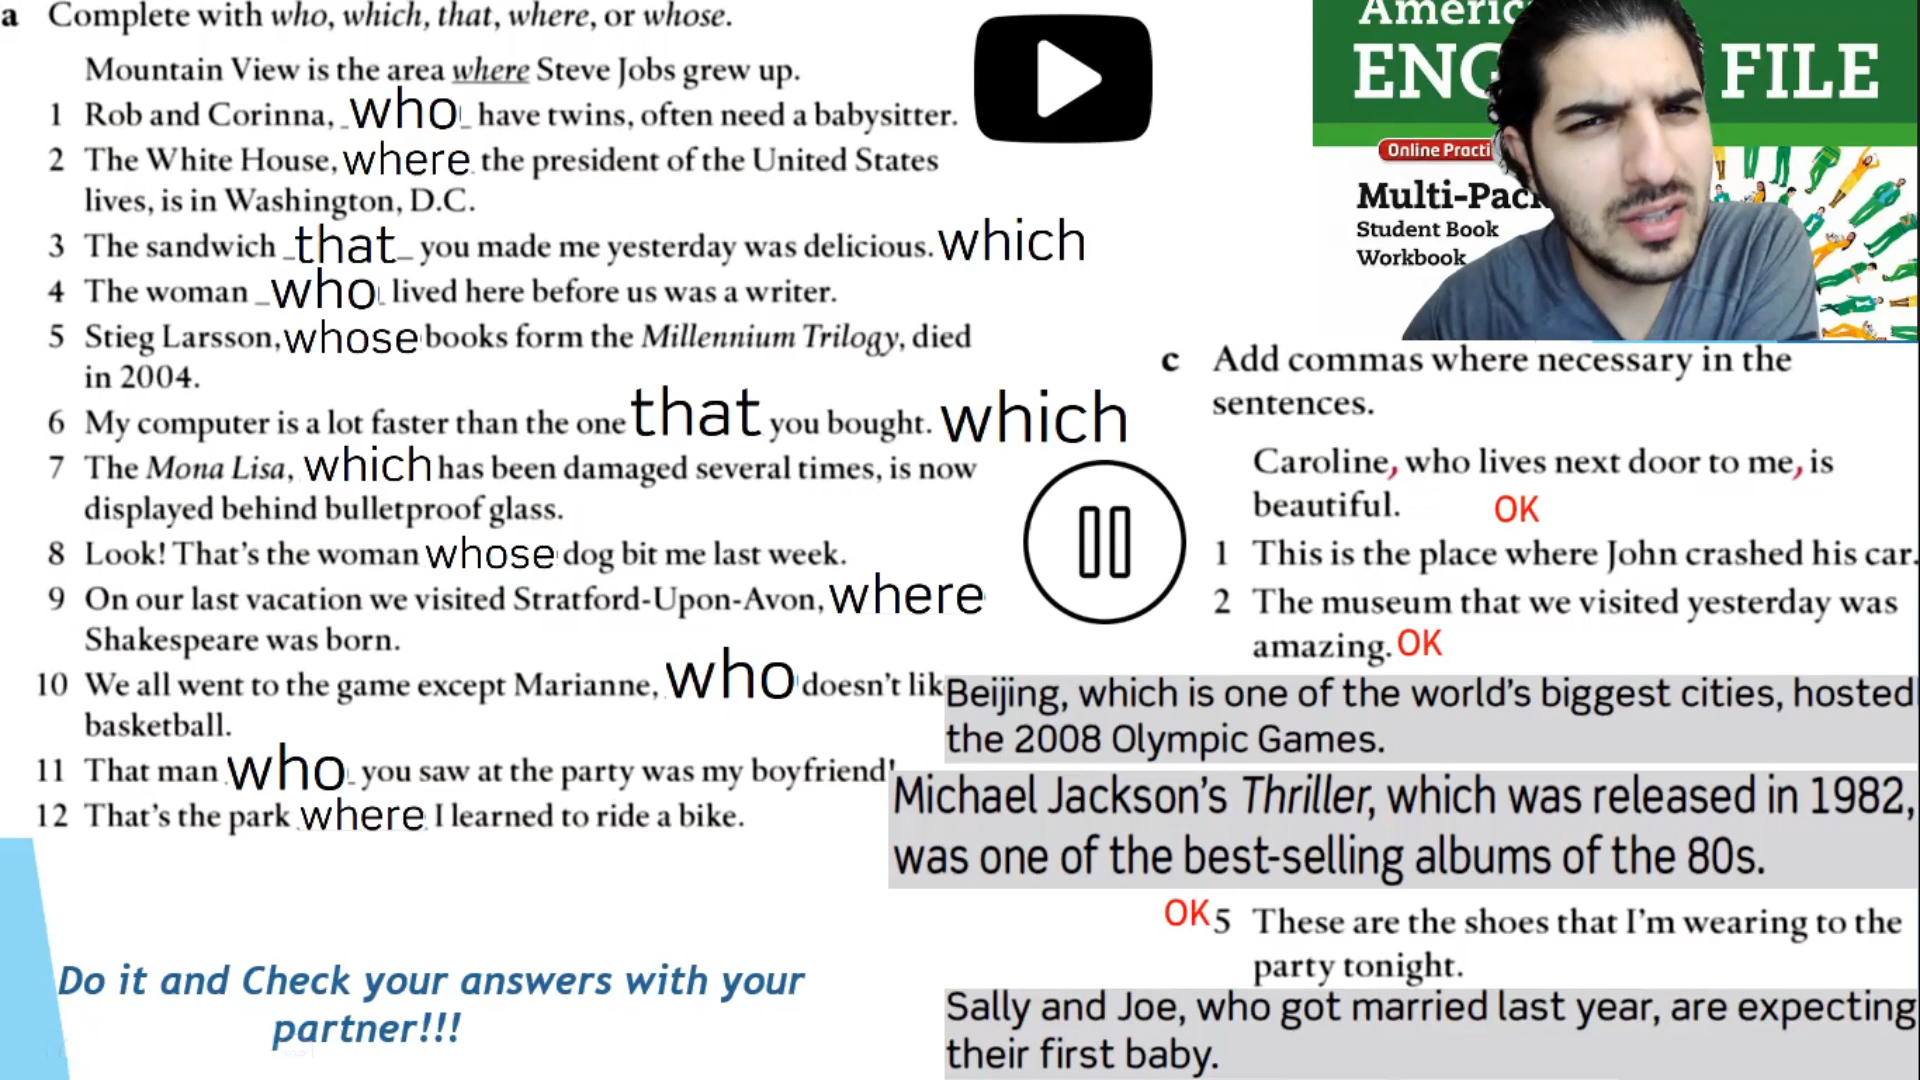 a Complete with who, which, that, where, or whose.
Mountain View is the area where Steve Jobs grew up.
1 Rob and Corinna, who have twins, often need a babysitter.
2 The White House, where the president of the United States
lives, is in Washington, D.C.
3 The sandwich that you made me yesterday was delicious. which
4 The woman who lived here before us was a writer.
5 Stieg Larsson, whose books form the Millennium Trilogy, died
in 2004.
6 My computer is a lot faster than the one that you bought. which
7 The Mona Lisa, which has been damaged several times, is now
displayed behind bulletproof glass.
8 Look! That's the woman whose dog bit me last week.
9 On our last vacation we visited Stratford-Upon-Avon, where
Shakespeare was born.
10 We all went to the game except Marianne, who doesn't lik
basketball.
11 That man who you saw at the party was my boyfriend!
12 That's the park where I learned to ride a bike.
Do it and Check your answers with your
partner!!!
Americ
ENG FILE
Online Practi
Multi-Pack
Student Book
Workbook
c Add commas where necessary in the
sentences.
Caroline, who lives next door to me, is
beautiful. OK
1 This is the place where John crashed his car.
2 The museum that we visited yesterday was
amazing. OK
Beijing, which is one of the world's biggest cities, hosted
the 2008 Olympic Games.
Michael Jackson's Thriller, which was released in 1982,
was one of the best-selling albums of the 80s.
OK 5 These are the shoes that I'm wearing to the
party tonight.
Sally and Joe, who got married last year, are expecting
their first baby.